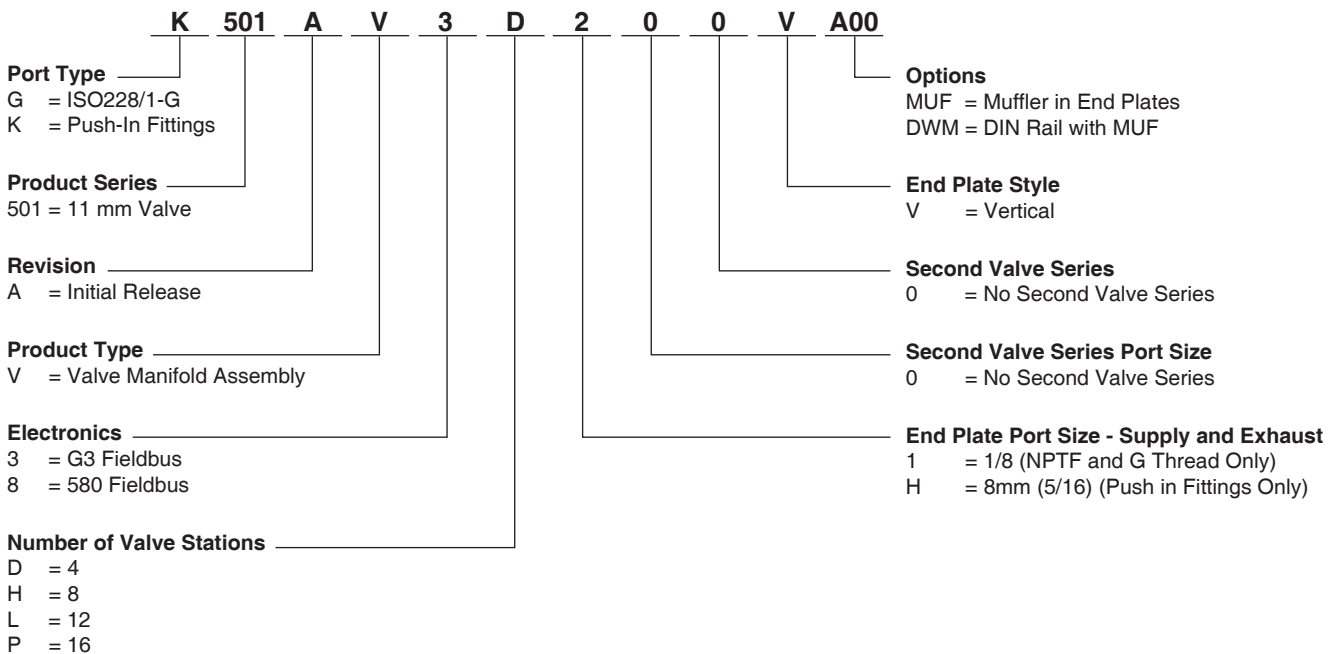 K 501 A V 3 D 2 0 0 V A00
Port Type
G = ISO228/1-G
K = Push-In Fittings
Product Series
501 = 11 mm Valve
Revision
A = Initial Release
Product Type
V = Valve Manifold Assembly
Electronics
3 = G3 Fieldbus
8 = 580 Fieldbus
Number of Valve Stations
D = 4
H = 8
L = 12
P = 16
Options
MUF = Muffler in End Plates
DWM = DIN Rail with MUF
End Plate Style
V = Vertical
Second Valve Series
0 = No Second Valve Series
Second Valve Series Port Size
0 = No Second Valve Series
End Plate Port Size - Supply and Exhaust
1 = 1/8 (NPTF and G Thread Only)
H = 8mm (5/16) (Push in Fittings Only)